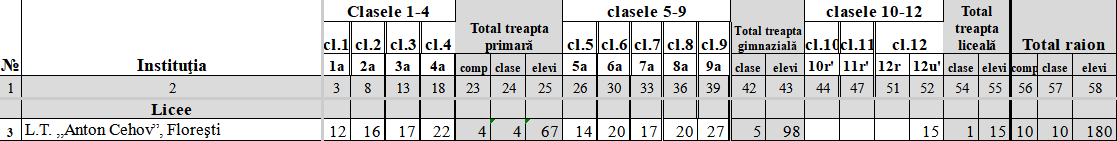 Clasele 1-4 Total treapta primară clasele 5-9 Total treapta gimnazială clasele 10-12 Total treapta liceală Total raion
cl.1 cl.2 cl.3 cl.4 cl.5 cl.6 cl.7 cl.8 cl.9 cl.10 cl.11 cl.12
№ Instituţia 1a 2a 3a 4a comp clase elevi 5a 6a 7a 8a 9a clase elevi 10r' 11r' 12r 12u' clase elevi comp clase elevi
1 2 3 8 13 18 23 24 25 26 30 33 36 39 42 43 44 47 51 52 54 55 56 57 58
Licee
3 L.T. „Anton Cehov”, Floreşti 12 16 17 22 4 4 67 14 20 17 20 27 5 98 15 1 15 10 10 180